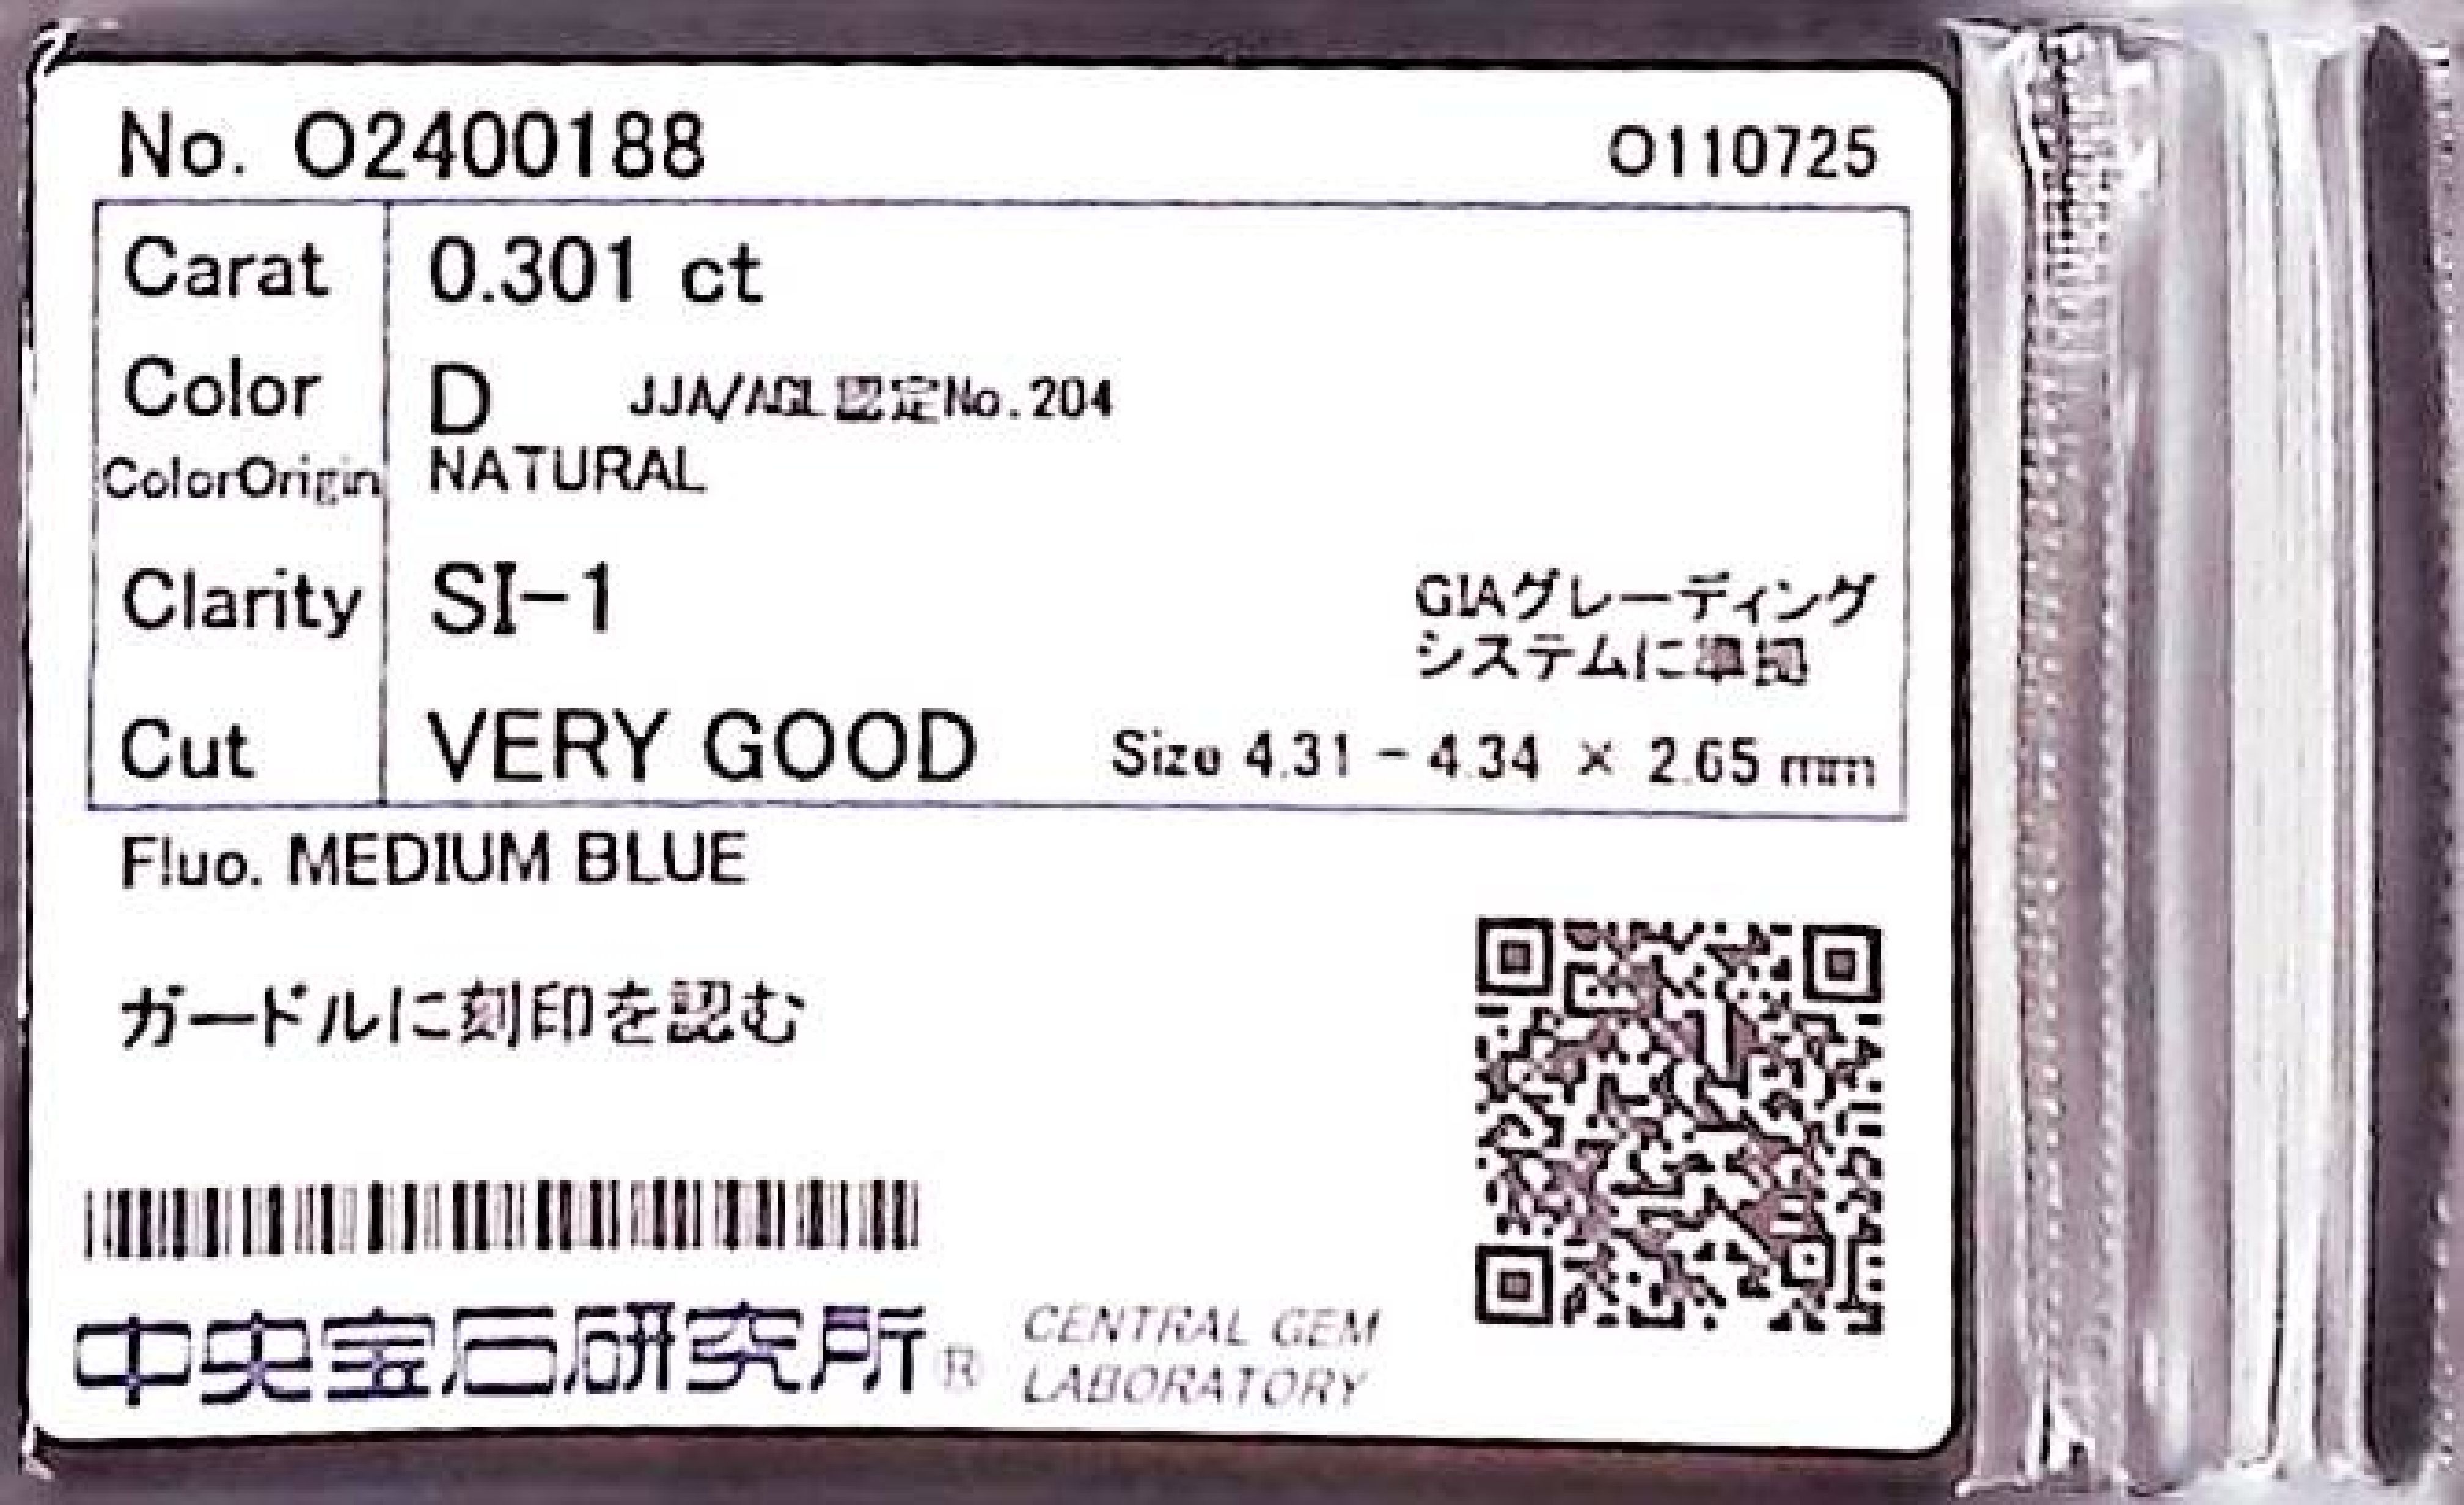 No. O2400188 O110725
Carat 0.301 ct
Color D JJA/AGL認定No.204
ColorOrigin NATURAL
Clarity SI-1
GIAグレーディング
システムに準拠
Cut VERY GOOD Size 4.31 - 4.34 × 2.65 mm
Fluo. MEDIUM BLUE
ガードルに刻印を認む
中央宝石研究所® CENTRAL GEM
LABORATORY